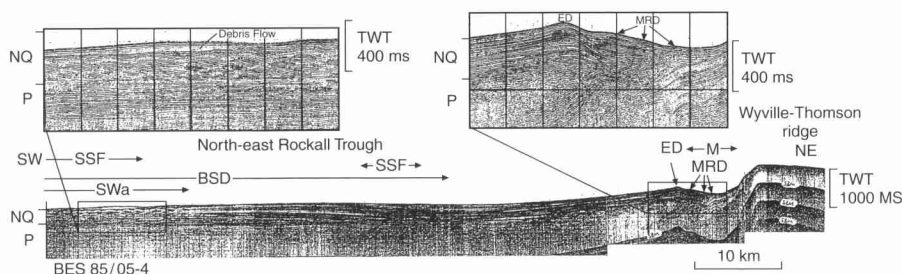 NQ
P
Debris Flow
TWT
400 ms
NQ
P
ED
MRD
TWT
400 ms
Wyville-Thomson
ridge
NE
North-east Rockall Trough
SW
SSF
SSF
BSD
SWa
ED
M
MRD
TWT
1000 MS
NQ
P
BES 85/05-4
10 km